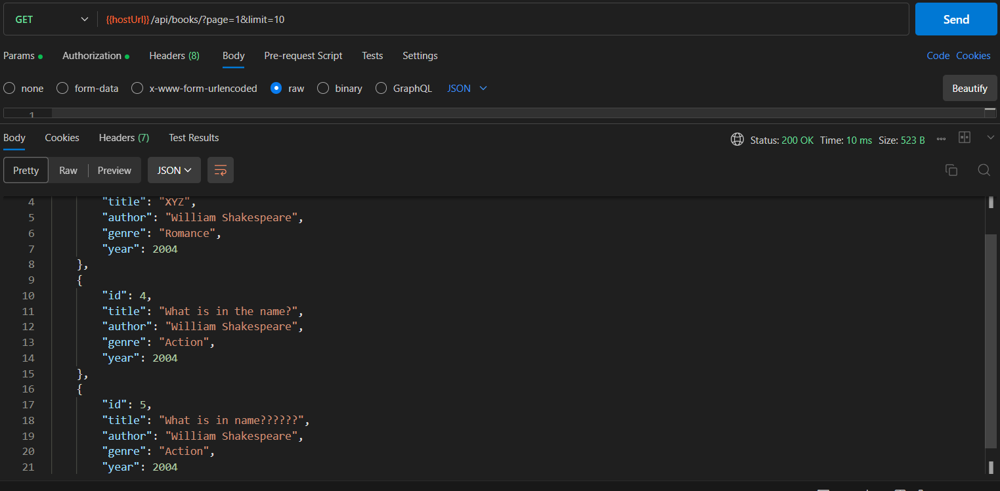 GET {{hostUrl}}/api/books/?page=1&limit=10 Send
Params Authorization Headers (8) Body Pre-request Script Tests Settings Code Cookies
none form-data x-www-form-urlencoded raw binary GraphQL JSON Beautify
1
Body Cookies Headers (7) Test Results Status: 200 OK Time: 10 ms Size: 523 B
Pretty Raw Preview JSON
4 "title": "XYZ",
5 "author": "William Shakespeare",
6 "genre": "Romance",
7 "year": 2004
8 },
9 {
10 "id": 4,
11 "title": "What is in the name?",
12 "author": "William Shakespeare",
13 "genre": "Action",
14 "year": 2004
15 },
16 {
17 "id": 5,
18 "title": "What is in name??????",
19 "author": "William Shakespeare",
20 "genre": "Action",
21 "year": 2004